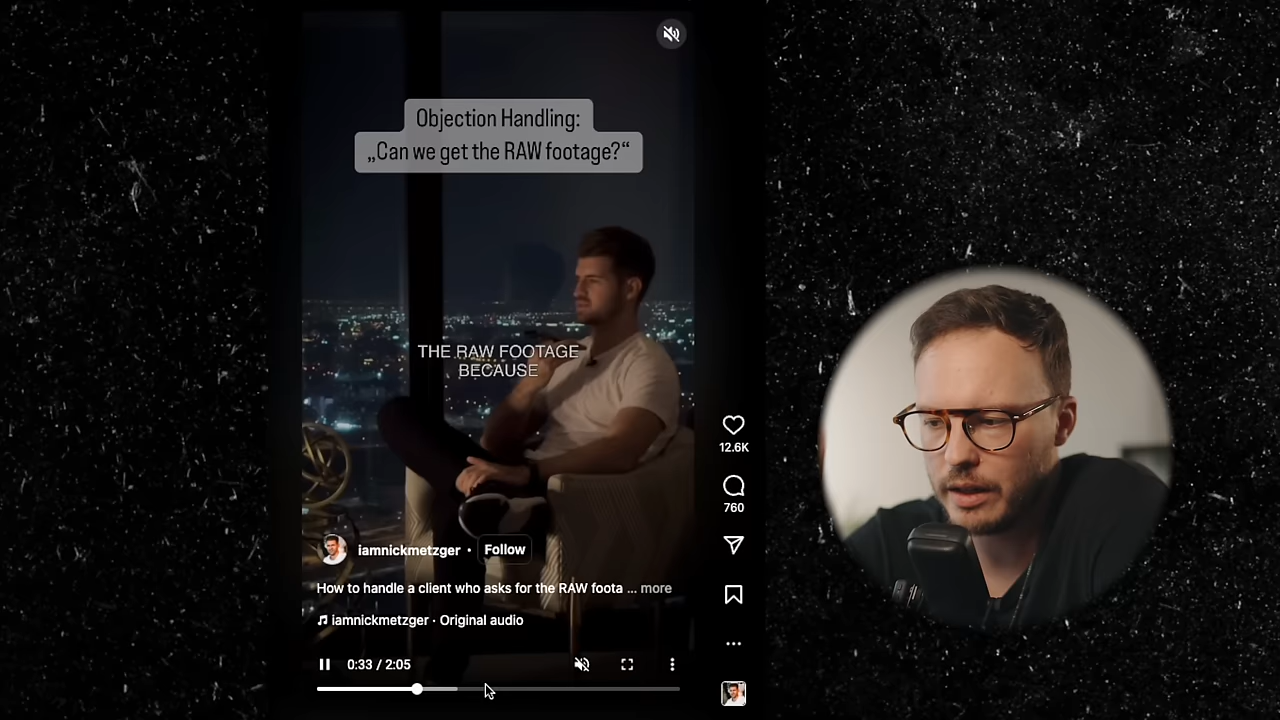 Objection Handling:
„Can we get the RAW footage?“
THE RAW FOOTAGE
BECAUSE
12.6K
760
iamnickmetzger • Follow
How to handle a client who asks for the RAW foota ... more
iamnickmetzger · Original audio
0:33 / 2:05